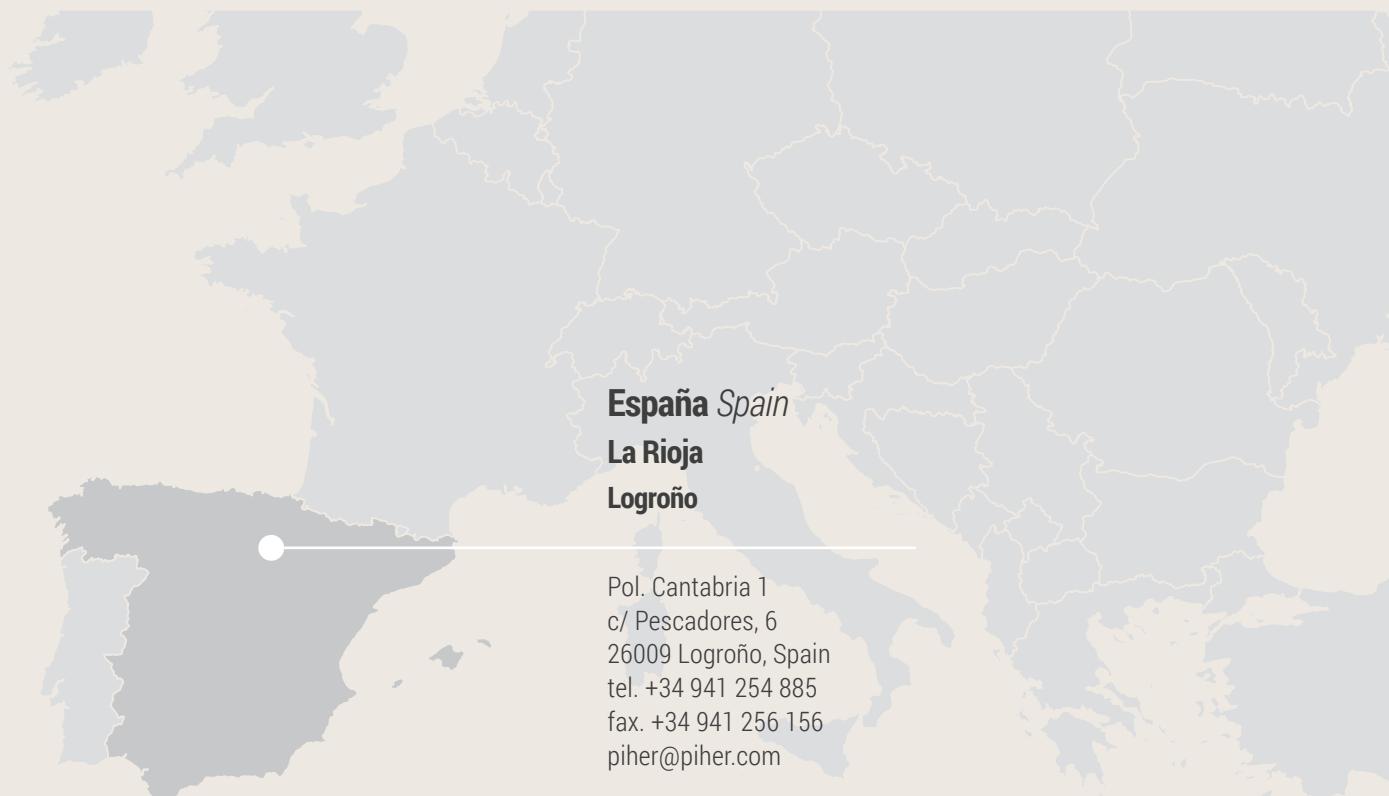 España Spain
La Rioja
Logroño
Pol. Cantabria 1
c/ Pescadores, 6
26009 Logroño, Spain
tel. +34 941 254 885
fax. +34 941 256 156
piher@piher.com